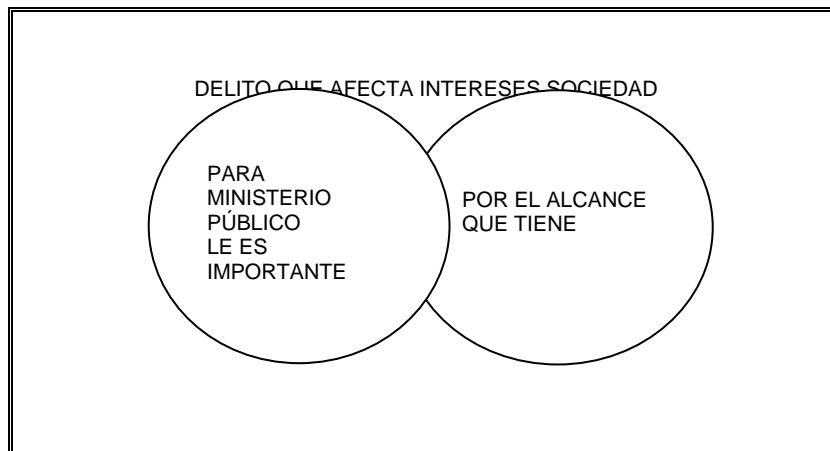 DELITO QUE AFECTA INTERESES SOCIEDAD
PARA
MINISTERIO
PÚBLICO
LE ES
IMPORTANTE
POR EL ALCANCE
QUE TIENE